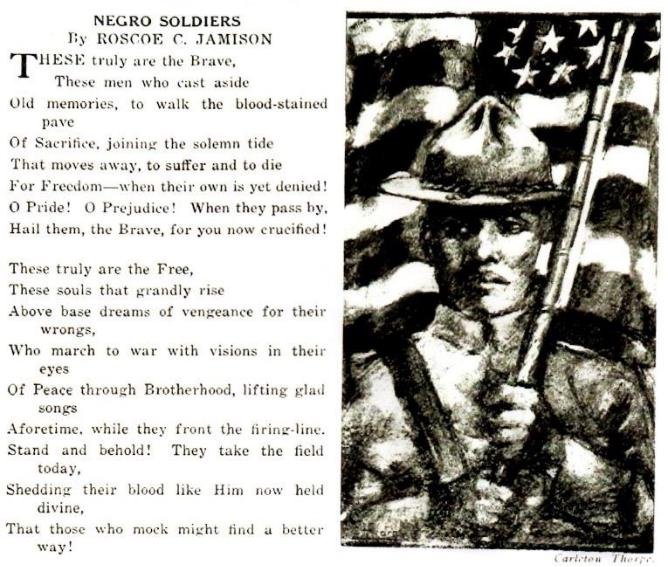 NEGRO SOLDIERS
By ROSCOE C. JAMISON
THESE truly are the Brave,
These men who cast aside
Old memories, to walk the blood-stained
pave
Of Sacrifice, joining the solemn tide
That moves away, to suffer and to die
For Freedom—when their own is yet denied!
O Pride! O Prejudice! When they pass by,
Hail them, the Brave, for you now crucified!
These truly are the Free,
These souls that grandly rise
Above base dreams of vengeance for their
wrongs,
Who march to war with visions in their
eyes
Of Peace through Brotherhood, lifting glad
songs
Aforetime, while they front the firing-line.
Stand and behold! They take the field
today,
Shedding their blood like Him now held
divine,
That those who mock might find a better
way!
Carleton Thorpe.